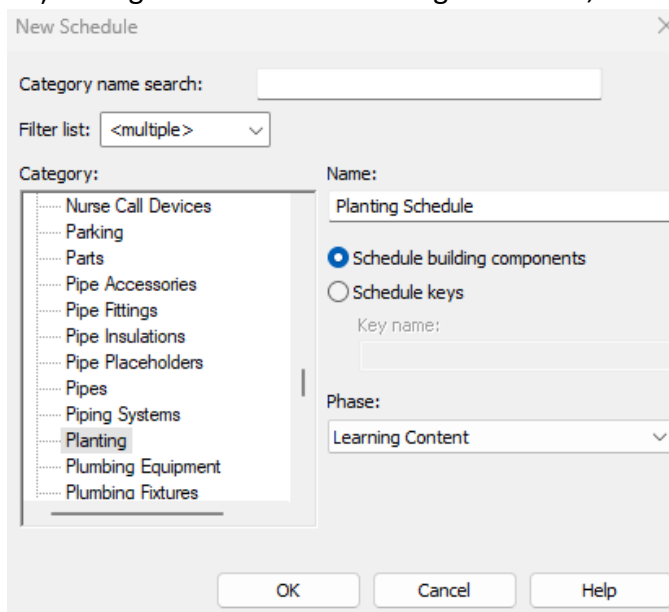 New Schedule
Category name search:
Filter list: <multiple>
Category:
Nurse Call Devices
Parking
Parts
Pipe Accessories
Pipe Fittings
Pipe Insulations
Pipe Placeholders
Pipes
Piping Systems
Planting
Plumbing Equipment
Plumbing Fixtures
Name:
Planting Schedule
Schedule building components
Schedule keys
Key name:
Phase:
Learning Content
OK Cancel Help